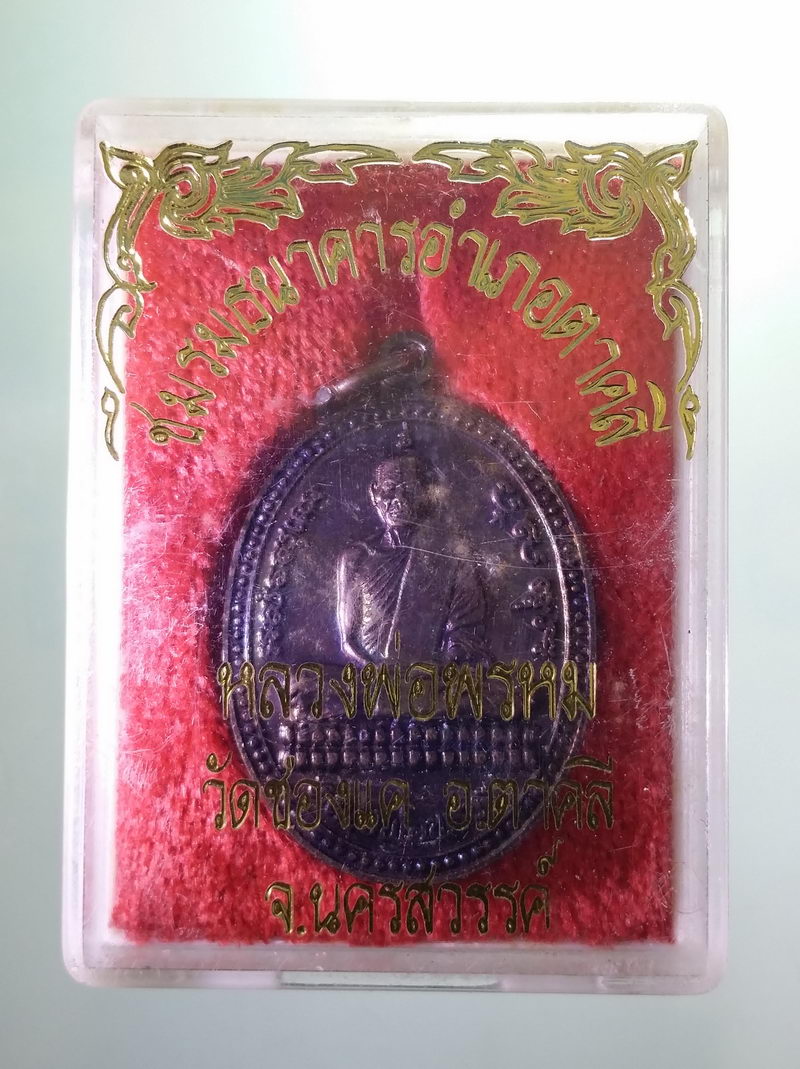 ชมรมธนาคารอำเภอตาคลี
หลวงพ่อพรหม
วัดช่องแค อ.ตาคลี
จ.นครสวรรค์